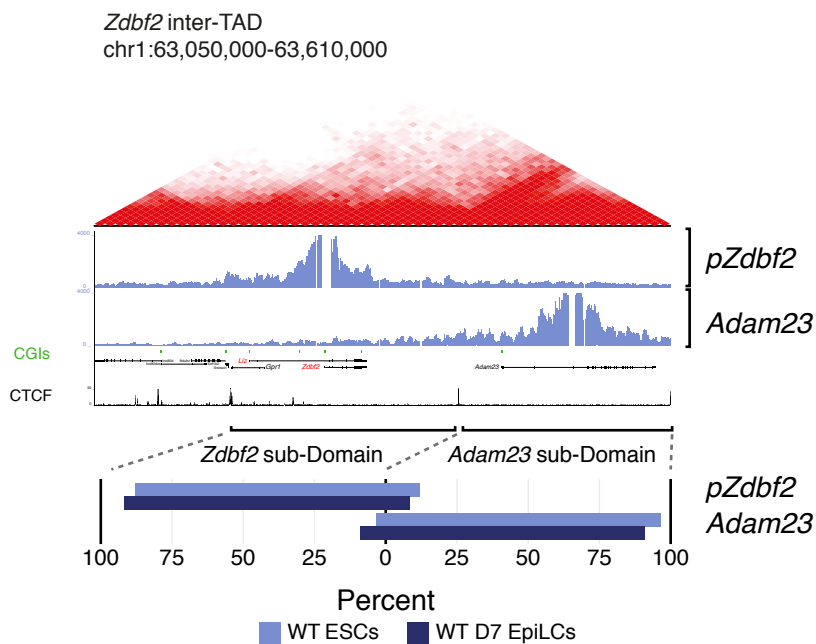 Zdbf2 inter-TAD
chr1:63,050,000-63,610,000
4000
0
pZdbf2
4000
0
Adam23
CGIs
Liz
Gpr1
Zdbf2
Adam23
CTCF
0
Zdbf2 sub-Domain
Adam23 sub-Domain
pZdbf2
Adam23
100 75 50 25 0 25 50 75 100
Percent
WT ESCs WT D7 EpiLCs